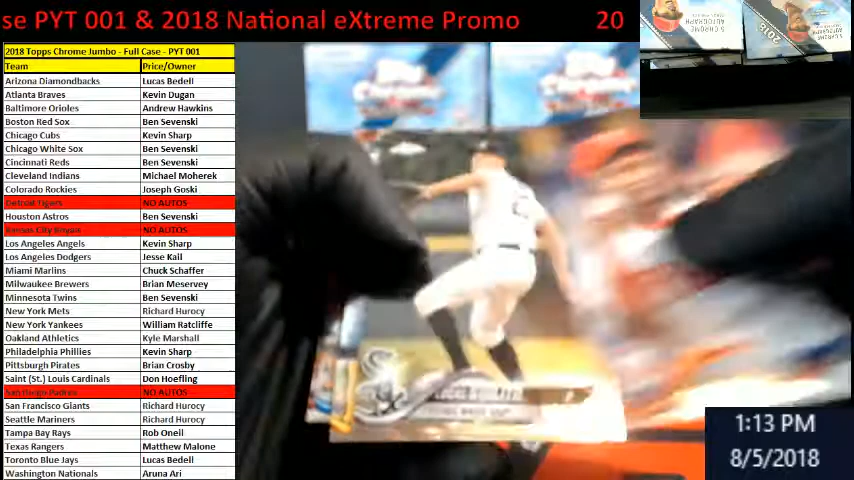 se PYT 001 & 2018 National eXtreme Promo 20
2018 Topps Chrome Jumbo - Full Case - PYT 001
Team Price/Owner
Arizona Diamondbacks Lucas Bedell
Atlanta Braves Kevin Dugan
Baltimore Orioles Andrew Hawkins
Boston Red Sox Ben Sevenski
Chicago Cubs Kevin Sharp
Chicago White Sox Ben Sevenski
Cincinnati Reds Ben Sevenski
Cleveland Indians Michael Moherek
Colorado Rockies Joseph Goski
Detroit Tigers NO AUTOS
Houston Astros Ben Sevenski
Kansas City Royals NO AUTOS
Los Angeles Angels Kevin Sharp
Los Angeles Dodgers Jesse Kail
Miami Marlins Chuck Schaffer
Milwaukee Brewers Brian Meservey
Minnesota Twins Ben Sevenski
New York Mets Richard Hurocy
New York Yankees William Ratcliffe
Oakland Athletics Kyle Marshall
Philadelphia Phillies Kevin Sharp
Pittsburgh Pirates Brian Crosby
Saint (St.) Louis Cardinals Don Hoefling
San Diego Padres NO AUTOS
San Francisco Giants Richard Hurocy
Seattle Mariners Richard Hurocy
Tampa Bay Rays Rob Oneil
Texas Rangers Matthew Malone
Toronto Blue Jays Lucas Bedell
Washington Nationals Aruna Ari
AUTOGRAPH
2016
1:13 PM
8/5/2018